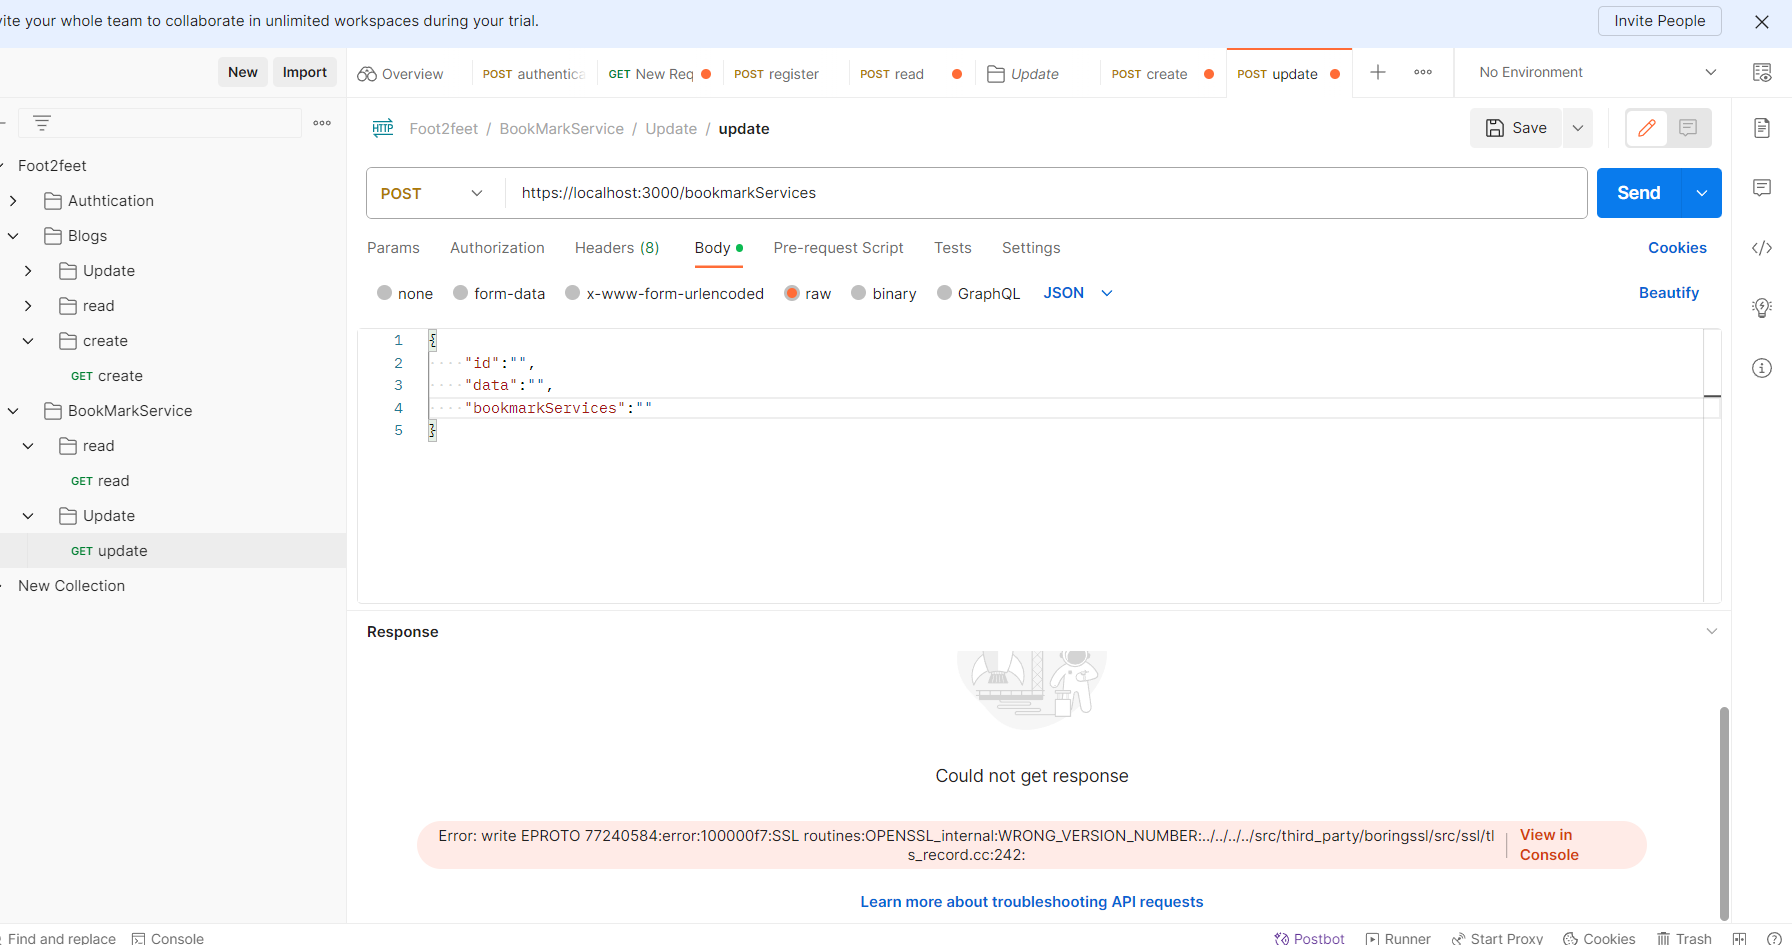 vite your whole team to collaborate in unlimited workspaces during your trial.
Invite People
New
Import
Overview
POST authentica
GET New Req
POST register
POST read
Update
POST create
POST update
No Environment
HTTP
Foot2feet / BookMarkService / Update / update
Save
Foot2feet
Authtication
Blogs
Update
read
create
GET create
BookMarkService
read
GET read
Update
GET update
New Collection
POST
https://localhost:3000/bookmarkServices
Send
Params
Authorization
Headers (8)
Body
Pre-request Script
Tests
Settings
Cookies
none
form-data
x-www-form-urlencoded
raw
binary
GraphQL
JSON
Beautify
1 {
2 "id":"",
3 "data":"",
4 "bookmarkServices":""
5 }
Response
Could not get response
Error: write EPROTO 77240584:error:100000f7:SSL routines:OPENSSL_internal:WRONG_VERSION_NUMBER:../../../../src/third_party/boringssl/src/ssl/tl
s_record.cc:242:
View in
Console
Learn more about troubleshooting API requests
Find and replace
Console
Postbot
Runner
Start Proxy
Cookies
Trash